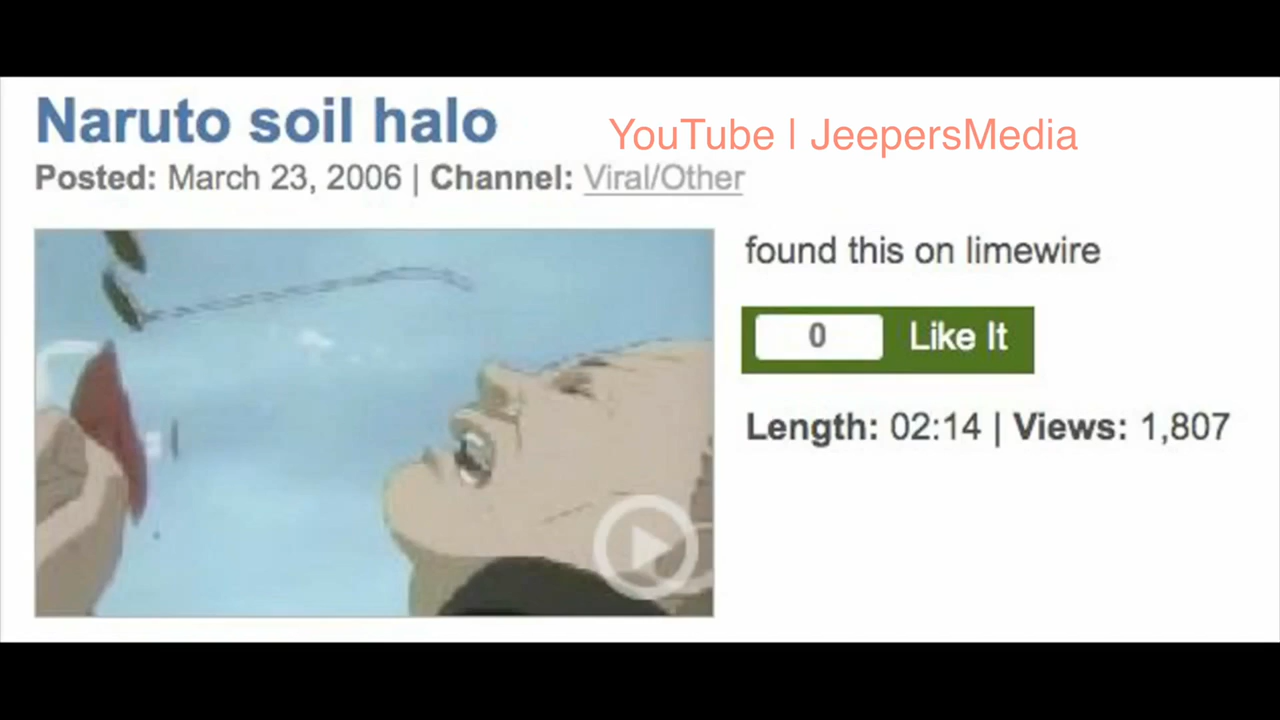 Naruto soil halo
YouTube | JeepersMedia
Posted: March 23, 2006 | Channel: Viral/Other
found this on limewire
0 Like It
Length: 02:14 | Views: 1,807